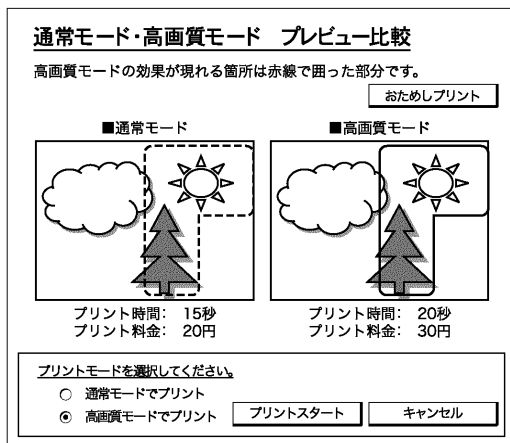 通常モード・高画質モード　プレビュー比較
高画質モードの効果が現れる箇所は赤線で囲った部分です。
おためしプリント
■通常モード
■高画質モード
プリント時間：　15秒
プリント料金：　20円
プリント時間：　20秒
プリント料金：　30円
プリントモードを選択してください。
通常モードでプリント
高画質モードでプリント
プリントスタート
キャンセル